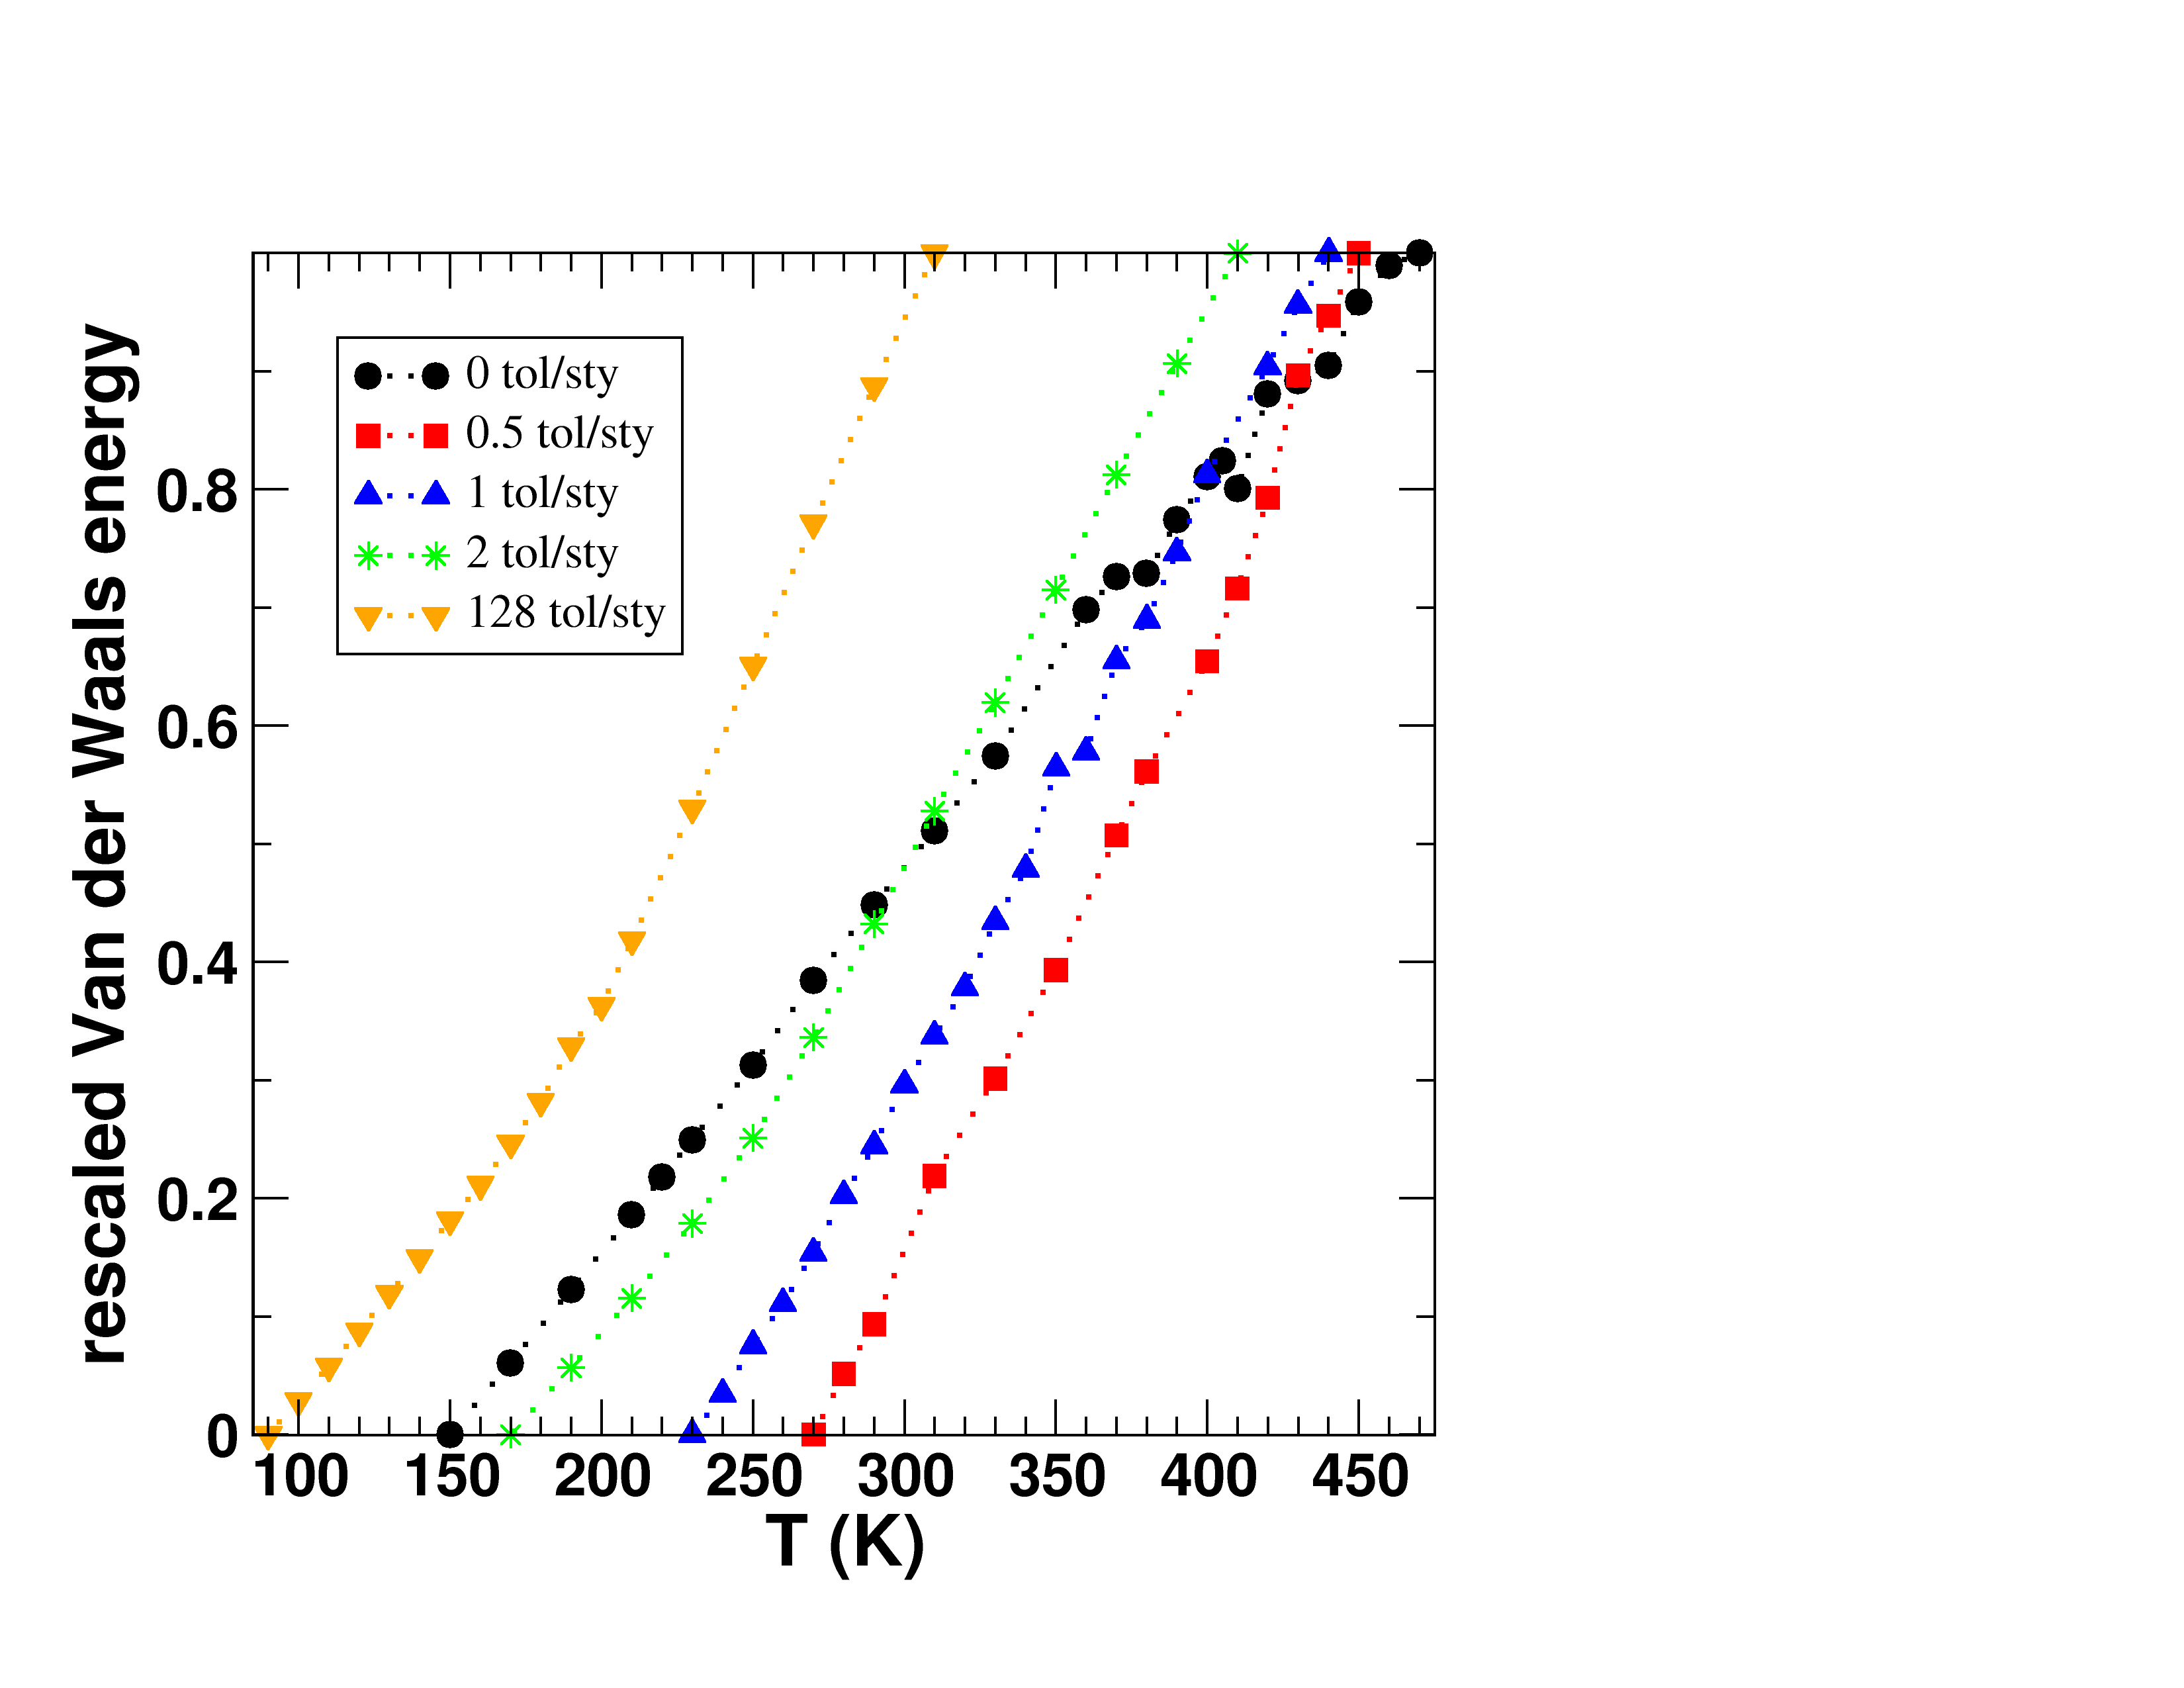 rescaled Van der Waals energy
0 tol/sty
0.5 tol/sty
1 tol/sty
2 tol/sty
128 tol/sty
0.8
0.6
0.4
0.2
0
100 150 200 250 300 350 400 450
T (K)